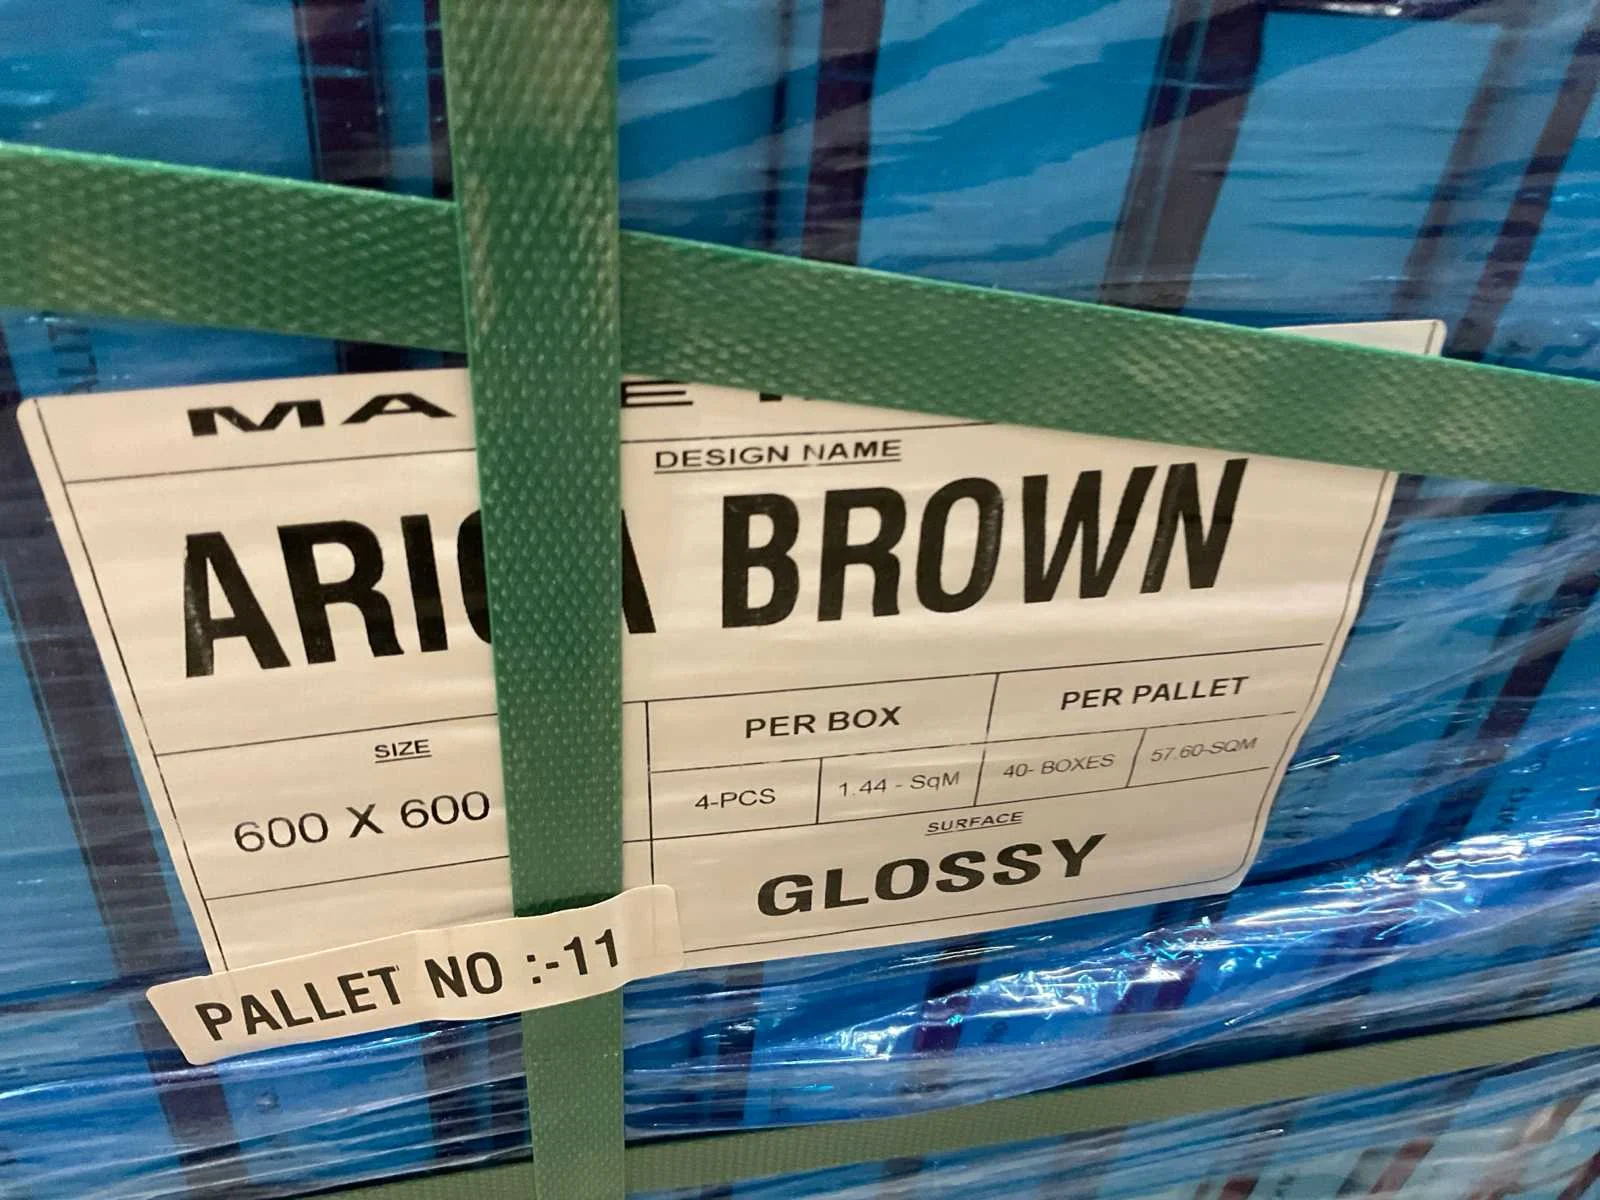 DESIGN NAME
BROWN
SIZE
600 X 600
PER BOX
PER PALLET
4-PCS
1.44 - SqM
40- BOXES
57.60-SQM
SURFACE
GLOSSY
PALLET NO :-11